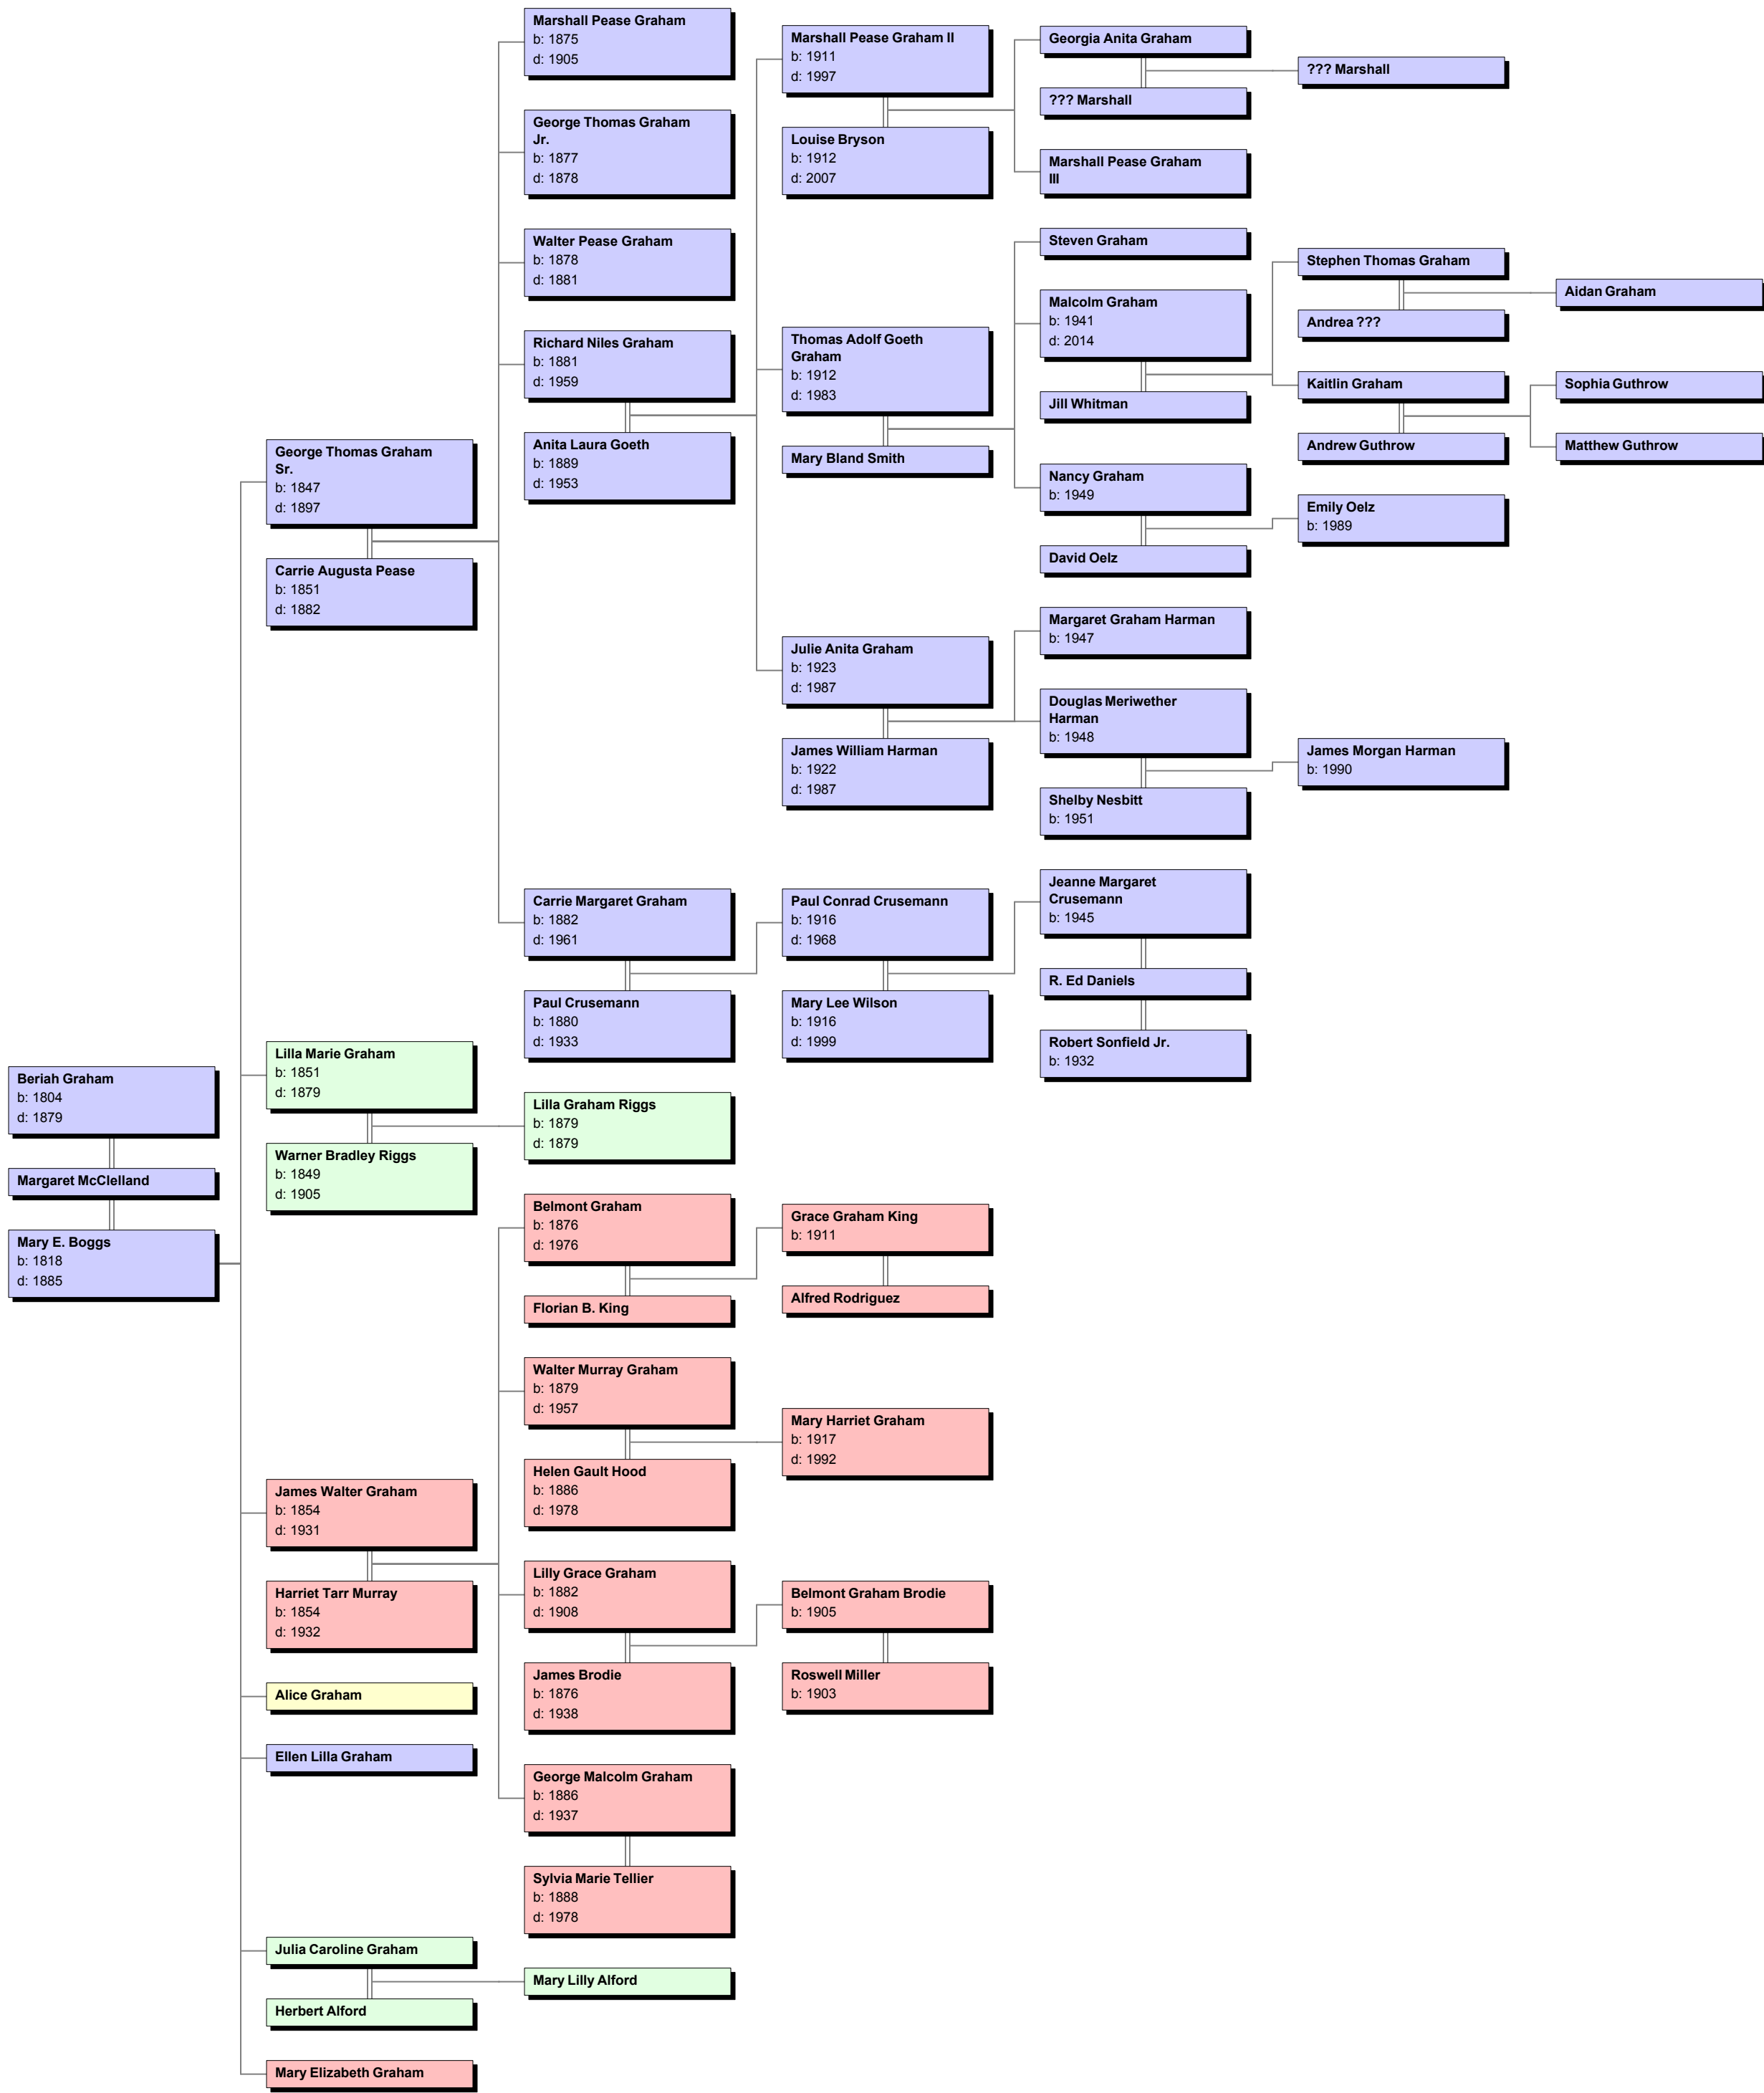 Beriah Graham
b: 1804
d: 1879
Margaret McClelland
Mary E. Boggs
b: 1818
d: 1885
George Thomas Graham
Sr.
b: 1847
d: 1897
Carrie Augusta Pease
b: 1851
d: 1882
Lilla Marie Graham
b: 1851
d: 1879
Warner Bradley Riggs
b: 1849
d: 1905
James Walter Graham
b: 1854
d: 1931
Harriet Tarr Murray
b: 1854
d: 1932
Alice Graham
Ellen Lilla Graham
Julia Caroline Graham
Herbert Alford
Mary Elizabeth Graham
Marshall Pease Graham
b: 1875
d: 1905
George Thomas Graham
Jr.
b: 1877
d: 1878
Walter Pease Graham
b: 1878
d: 1881
Richard Niles Graham
b: 1881
d: 1959
Anita Laura Goeth
b: 1889
d: 1953
Carrie Margaret Graham
b: 1882
d: 1961
Paul Crusemann
b: 1880
d: 1933
Lilla Graham Riggs
b: 1879
d: 1879
Belmont Graham
b: 1876
d: 1976
Florian B. King
Walter Murray Graham
b: 1879
d: 1957
Helen Gault Hood
b: 1886
d: 1978
Lilly Grace Graham
b: 1882
d: 1908
James Brodie
b: 1876
d: 1938
George Malcolm Graham
b: 1886
d: 1937
Sylvia Marie Tellier
b: 1888
d: 1978
Mary Lilly Alford
Marshall Pease Graham II
b: 1911
d: 1997
Louise Bryson
b: 1912
d: 2007
Thomas Adolf Goeth
Graham
b: 1912
d: 1983
Mary Bland Smith
Julie Anita Graham
b: 1923
d: 1987
James William Harman
b: 1922
d: 1987
Paul Conrad Crusemann
b: 1916
d: 1968
Mary Lee Wilson
b: 1916
d: 1999
Grace Graham King
b: 1911
Alfred Rodriguez
Mary Harriet Graham
b: 1917
d: 1992
Belmont Graham Brodie
b: 1905
Roswell Miller
b: 1903
Georgia Anita Graham
??? Marshall
Marshall Pease Graham
III
Steven Graham
Malcolm Graham
b: 1941
d: 2014
Jill Whitman
Nancy Graham
b: 1949
David Oelz
Margaret Graham Harman
b: 1947
Douglas Meriwether
Harman
b: 1948
Shelby Nesbitt
b: 1951
Jeanne Margaret
Crusemann
b: 1945
R. Ed Daniels
Robert Sonfield Jr.
b: 1932
??? Marshall
Stephen Thomas Graham
Andrea ???
Kaitlin Graham
Andrew Guthrow
Emily Oelz
b: 1989
James Morgan Harman
b: 1990
Aidan Graham
Sophia Guthrow
Matthew Guthrow